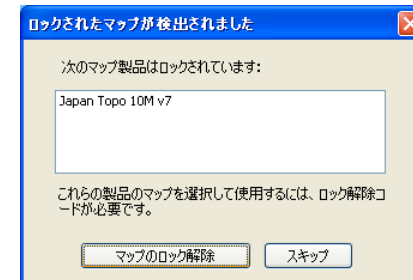 ロックされたマップが検出されました
次のマップ製品はロックされています:
Japan Topo 10M v7
これらの製品のマップを選択して使用するには、ロック解除コ
ードが必要です。
マップのロック解除
スキップ